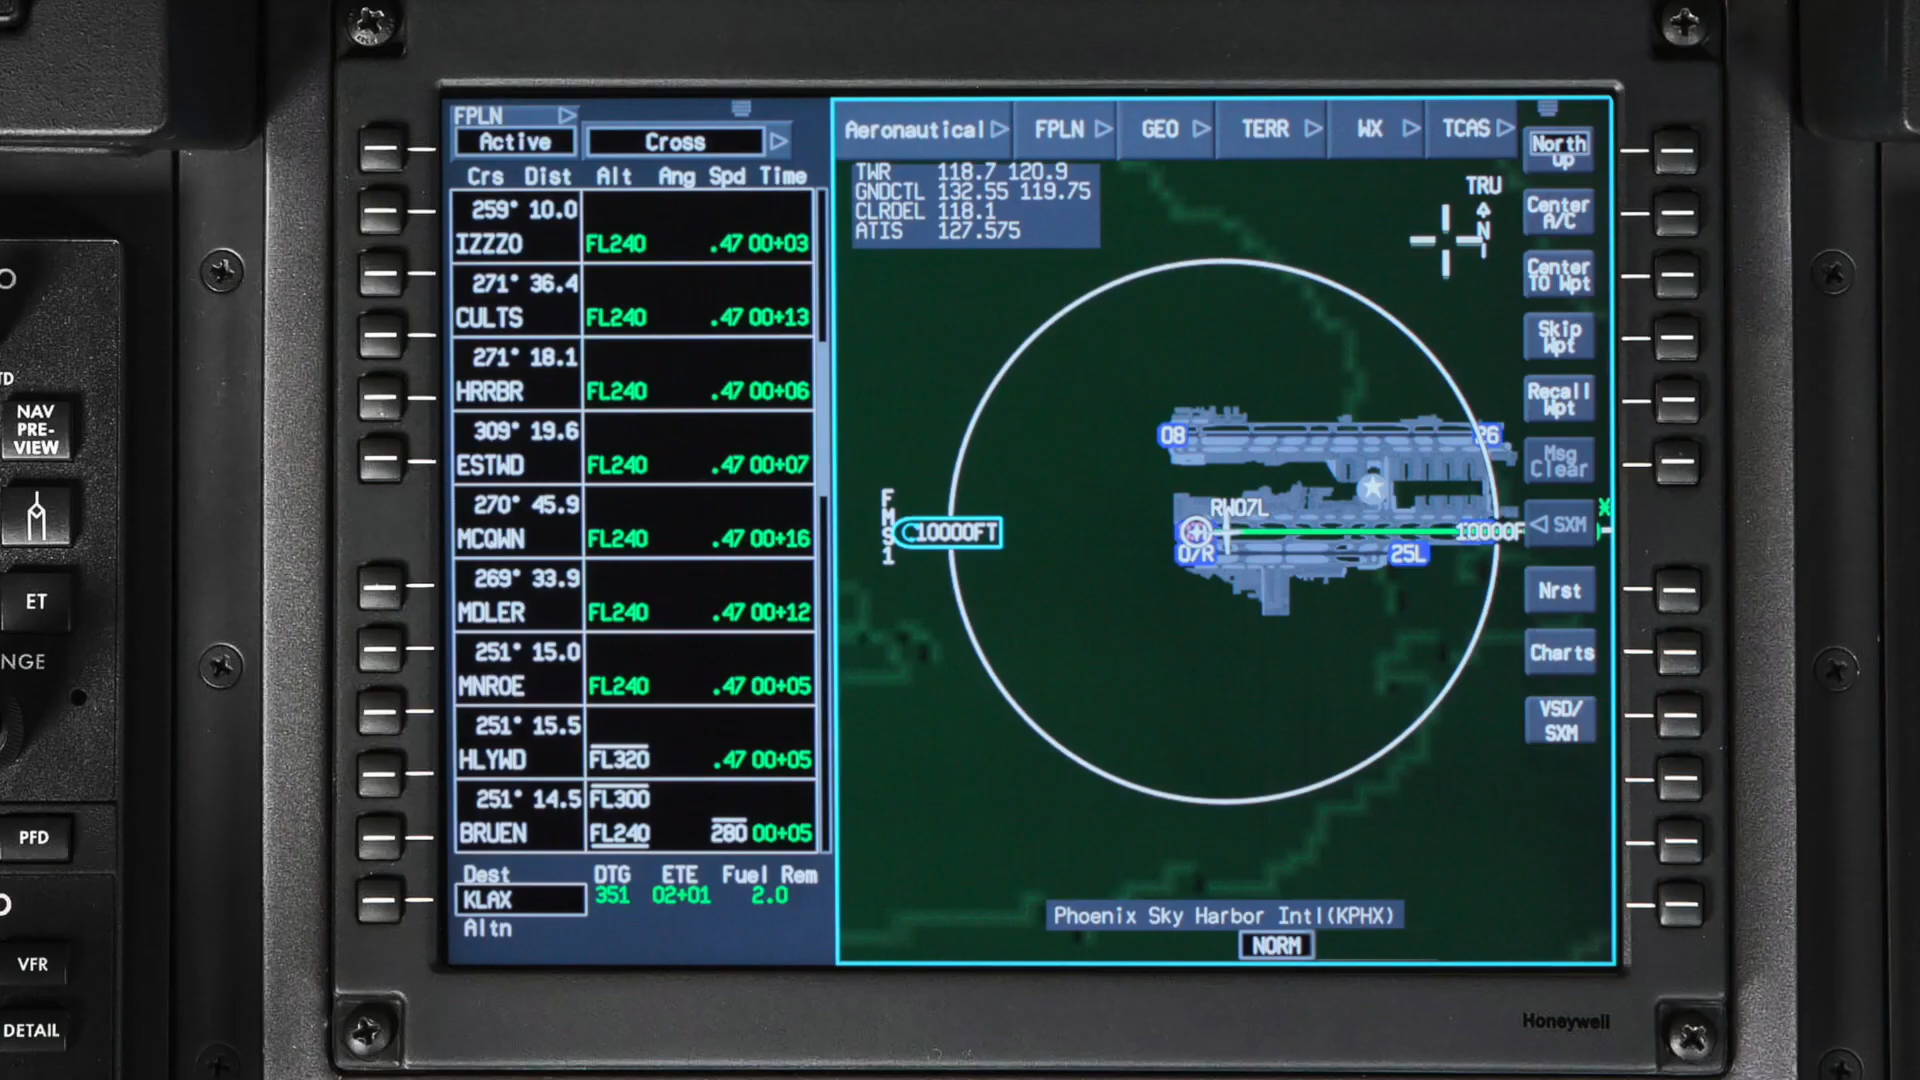 FPLN
Active
Cross
Crs Dist Alt Ang Spd Time
259° 10.0
IZZZO FL240 .47 00+03
271° 36.4
CULTS FL240 .47 00+13
271° 18.1
HRRBR FL240 .47 00+06
309° 19.6
ESTWD FL240 .47 00+07
270° 45.9
MCQWN FL240 .47 00+16
269° 33.9
MDLER FL240 .47 00+12
251° 15.0
MNROE FL240 .47 00+05
251° 15.5
HLYWD FL320 .47 00+05
251° 14.5 FL300
BRUEN FL240 280 00+05
Dest DTG ETE Fuel Rem
KLAX 351 02+01 2.0
Altn
Aeronautical FPLN GEO TERR WX TCAS
TWR 118.7 120.9
GNDCTL 132.55 119.75
CLRDEL 118.1
ATIS 127.575
TRU
N
08
26
RW07L
FMS1
10000FT
10000F
07R
25L
Phoenix Sky Harbor Intl(KPHX)
NORM
North
Up
Center
A/C
Center
TO Wpt
Skip
Wpt
Recall
Wpt
Msg
Clear
SXM
X
Nrst
Charts
VSD/
SXM
Honeywell
O
TD
NAV
PRE-
VIEW
ET
NGE
PFD
O
VFR
DETAIL